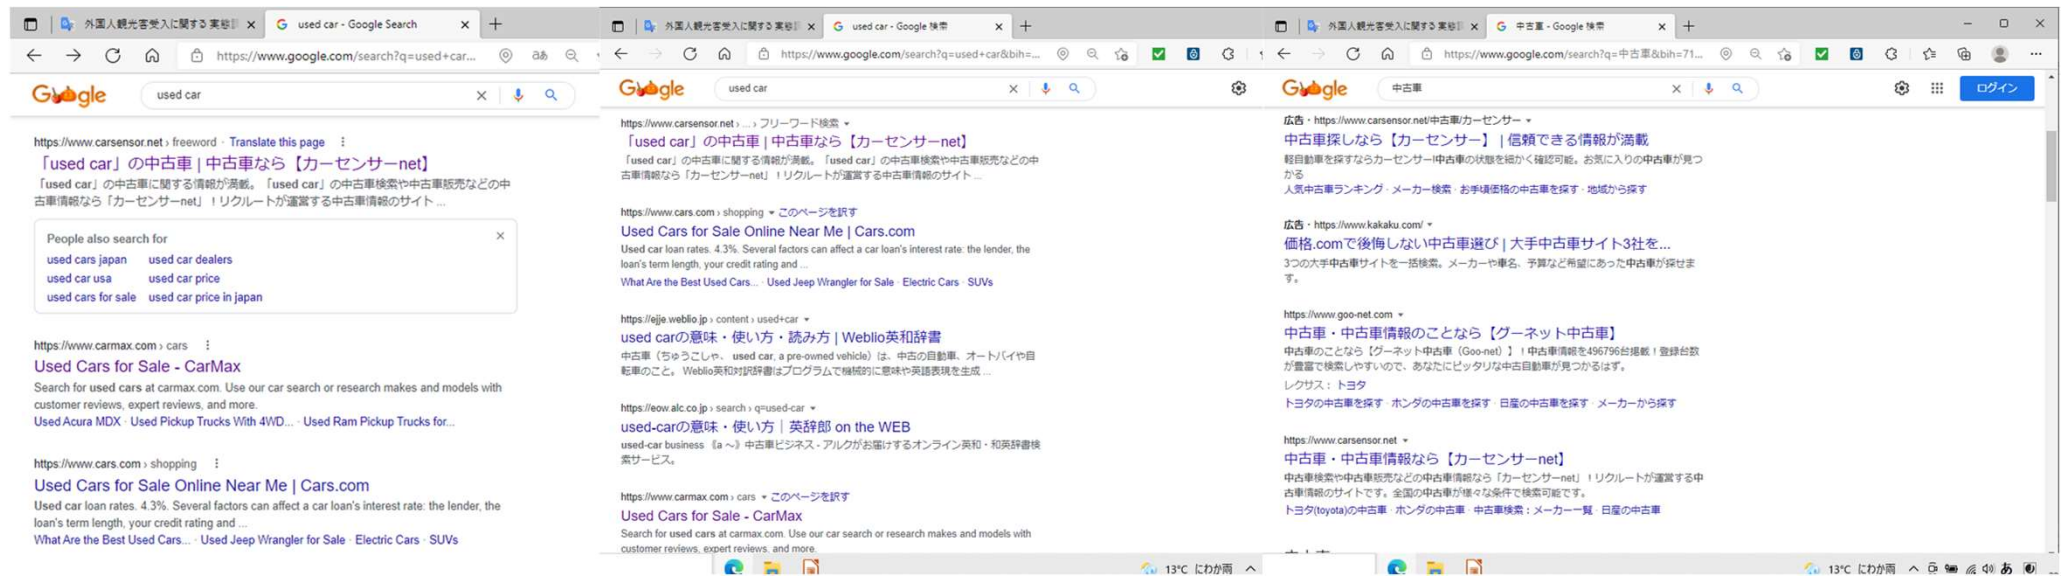 外国人観光客受入に関する実態調
used car - Google Search
https://www.google.com/search?q=used+car...
Google
used car
https://www.carsensor.net › freeword · Translate this page
「used car」の中古車 | 中古車なら【カーセンサーnet】
「used car」の中古車に関する情報が満載。「used car」の中古車検索や中古車販売などの中
古車情報なら「カーセンサーnet」！リクルートが運営する中古車情報のサイト ...
People also search for
used cars japan used car dealers
used car usa used car price
used cars for sale used car price in japan
https://www.carmax.com › cars
Used Cars for Sale - CarMax
Search for used cars at carmax.com. Use our car search or research makes and models with
customer reviews, expert reviews, and more.
Used Acura MDX · Used Pickup Trucks With 4WD... · Used Ram Pickup Trucks for...
https://www.cars.com › shopping
Used Cars for Sale Online Near Me | Cars.com
Used car loan rates. 4.3%. Several factors can affect a car loan's interest rate: the lender, the
loan's term length, your credit rating and ...
What Are the Best Used Cars... · Used Jeep Wrangler for Sale · Electric Cars · SUVs
外国人観光客受入に関する実態
used car - Google 検索
https://www.google.com/search?q=used+car&bih=...
Google
used car
https://www.carsensor.net › ... › フリーワード検索
「used car」の中古車 | 中古車なら【カーセンサーnet】
「used car」の中古車に関する情報が満載。「used car」の中古車検索や中古車販売などの中
古車情報なら「カーセンサーnet」！リクルートが運営する中古車情報のサイト ...
https://www.cars.com › shopping このページを訳す
Used Cars for Sale Online Near Me | Cars.com
Used car loan rates. 4.3%. Several factors can affect a car loan's interest rate: the lender, the
loan's term length, your credit rating and ...
What Are the Best Used Cars... · Used Jeep Wrangler for Sale · Electric Cars · SUVs
https://ejje.weblio.jp › content › used+car
used carの意味・使い方・読み方 | Weblio英和辞書
中古車（ちゅうこしゃ、 used car, a pre-owned vehicle）は、中古の自動車、オートバイや自
転車のこと。 Weblio英和対訳辞書はプログラムで機械的に意味や英語表現を生成 ...
https://eow.alc.co.jp › search › q=used-car
used-carの意味・使い方｜英辞郎 on the WEB
used-car business 《a ～》中古車ビジネス - アルクがお届けするオンライン英和・和英辞書検
索サービス。
https://www.carmax.com › cars このページを訳す
Used Cars for Sale - CarMax
Search for used cars at carmax.com. Use our car search or research makes and models with
customer reviews, expert reviews, and more.
13°C にわか雨
外国人観光客受入に関する実態
中古車 - Google 検索
https://www.google.com/search?q=中古車&bih=71...
Google
中古車
ログイン
広告・https://www.carsensor.net/中古車/カーセンサー
中古車探しなら【カーセンサー】 | 信頼できる情報が満載
軽自動車を探すならカーセンサー!中古車の状態を細かく確認可能。お気に入りの中古車が見つ
かる
人気中古車ランキング · メーカー検索 · お手頃価格の中古車を探す · 地域から探す
広告・https://www.kakaku.com/
価格.comで後悔しない中古車選び | 大手中古車サイト3社を...
3つの大手中古車サイトを一括検索。メーカーや車名、予算など希望にあった中古車が探せま
す。
https://www.goo-net.com
中古車・中古車情報のことなら【グーネット中古車】
中古車のことなら【グーネット中古車（Goo-net）】！中古車情報を496796台掲載！登録台数
が豊富で検索しやすいので、あなたにピッタリな中古自動車が見つかるはず。
レクサス： トヨタ
トヨタの中古車を探す · ホンダの中古車を探す · 日産の中古車を探す · メーカーから探す
https://www.carsensor.net
中古車・中古車情報なら【カーセンサーnet】
中古車検索や中古車販売などの中古車情報なら「カーセンサーnet」！リクルートが運営する中
古車情報のサイトです。全国の中古車が様々な条件で検索可能です。
トヨタ(toyota)の中古車 · ホンダの中古車 · 中古車検索：メーカー一覧 · 日産の中古車
13°C にわか雨
あ